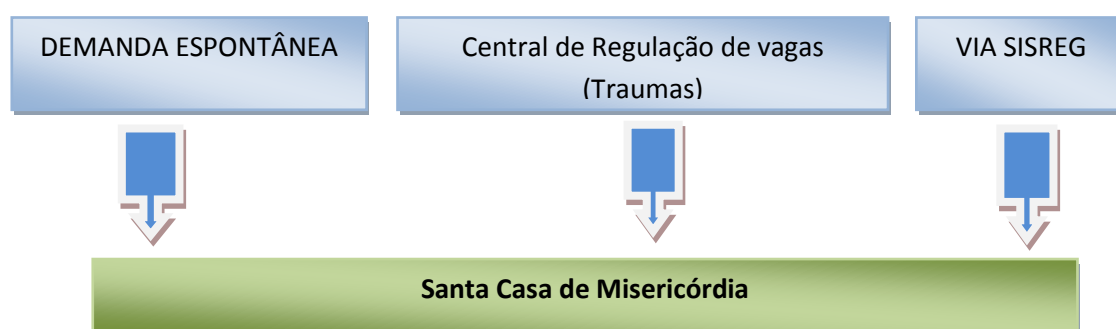 DEMANDA ESPONTÂNEA
Central de Regulação de vagas
(Traumas)
VIA SISREG
Santa Casa de Misericórdia